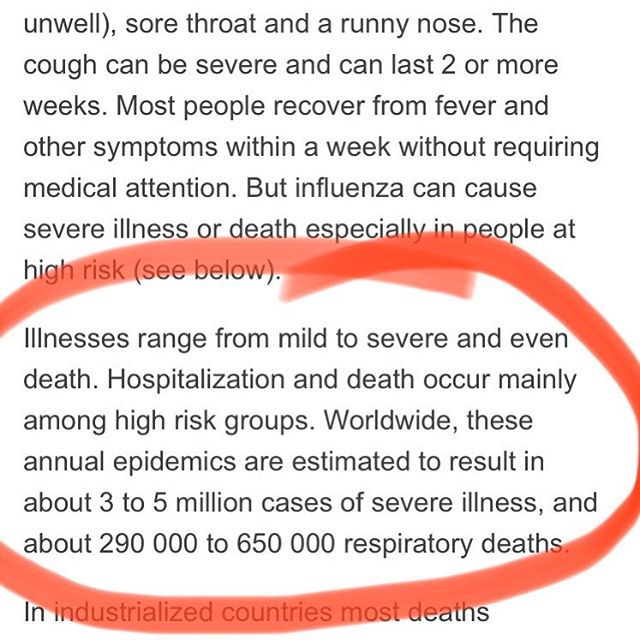 unwell), sore throat and a runny nose. The
cough can be severe and can last 2 or more
weeks. Most people recover from fever and
other symptoms within a week without requiring
medical attention. But influenza can cause
severe illness or death especially in people at
high risk (see below).
Illnesses range from mild to severe and even
death. Hospitalization and death occur mainly
among high risk groups. Worldwide, these
annual epidemics are estimated to result in
about 3 to 5 million cases of severe illness, and
about 290 000 to 650 000 respiratory deaths.
In industrialized countries most deaths